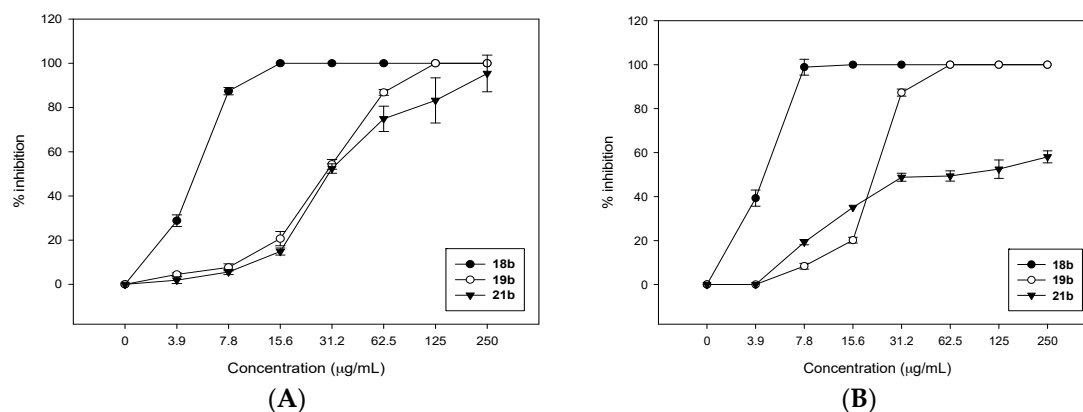 120
100
80
60
40
20
0
% inhibition
0 3.9 7.8 15.6 31.2 62.5 125 250
Concentration (μg/mL)
18b
19b
21b
(A)
120
100
80
60
40
20
0
% inhibition
0 3.9 7.8 15.6 31.2 62.5 125 250
Concentration (μg/mL)
18b
19b
21b
(B)